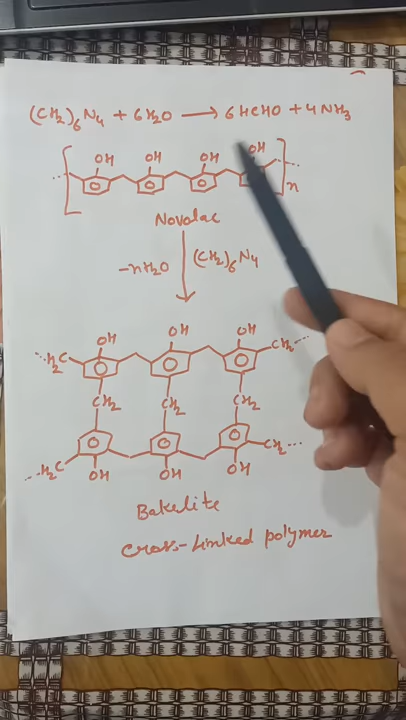 (CH₂)₆N₄ + 6H₂O → 6HCHO + 4NH₃
OH OH OH OH
n
Novolac
-nH₂O (CH₂)₆N₄
OH OH OH
H₂C CH₂
CH₂ CH₂ CH₂
H₂C CH₂
OH OH OH
Bakelite
Cross-Linked polymer